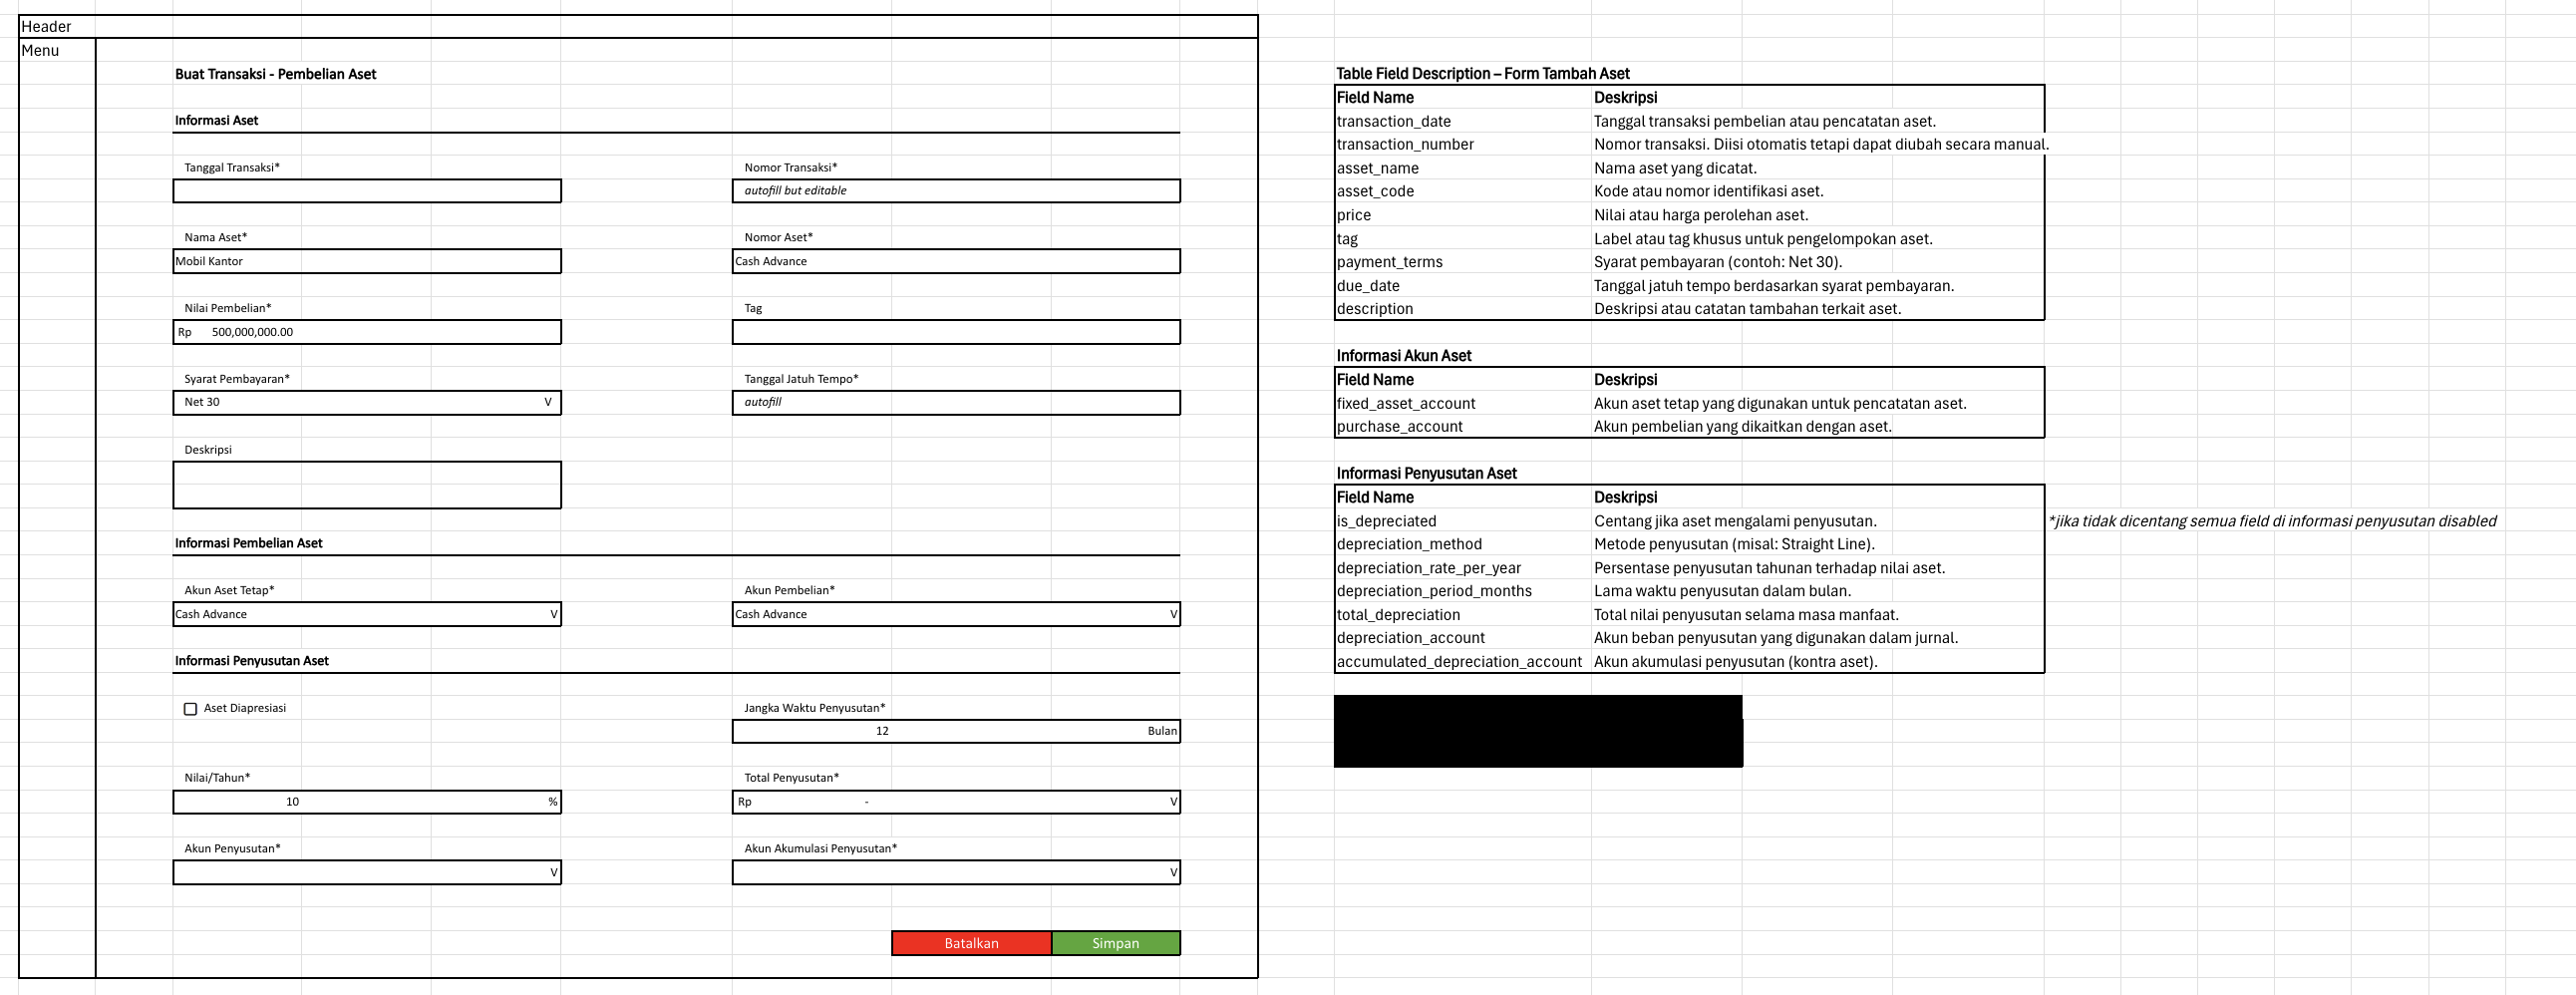 Header
Menu
Buat Transaksi - Pembelian Aset
Informasi Aset
Tanggal Transaksi*
Nomor Transaksi*
autofill but editable
Nama Aset*
Nomor Aset*
Mobil Kantor
Cash Advance
Nilai Pembelian*
Tag
Rp 500,000,000.00
Syarat Pembayaran*
Tanggal Jatuh Tempo*
Net 30 V
autofill
Deskripsi
Informasi Pembelian Aset
Akun Aset Tetap*
Akun Pembelian*
Cash Advance V
Cash Advance V
Informasi Penyusutan Aset
Aset Diapresiasi
Jangka Waktu Penyusutan*
12 Bulan
Nilai/Tahun*
Total Penyusutan*
10 %
Rp - V
Akun Penyusutan*
Akun Akumulasi Penyusutan*
V
V
Batalkan
Simpan
Table Field Description – Form Tambah Aset
Field Name Deskripsi
transaction_date Tanggal transaksi pembelian atau pencatatan aset.
transaction_number Nomor transaksi. Diisi otomatis tetapi dapat diubah secara manual.
asset_name Nama aset yang dicatat.
asset_code Kode atau nomor identifikasi aset.
price Nilai atau harga perolehan aset.
tag Label atau tag khusus untuk pengelompokan aset.
payment_terms Syarat pembayaran (contoh: Net 30).
due_date Tanggal jatuh tempo berdasarkan syarat pembayaran.
description Deskripsi atau catatan tambahan terkait aset.
Informasi Akun Aset
Field Name Deskripsi
fixed_asset_account Akun aset tetap yang digunakan untuk pencatatan aset.
purchase_account Akun pembelian yang dikaitkan dengan aset.
Informasi Penyusutan Aset
Field Name Deskripsi
is_depreciated Centang jika aset mengalami penyusutan. *jika tidak dicentang semua field di informasi penyusutan disabled
depreciation_method Metode penyusutan (misal: Straight Line).
depreciation_rate_per_year Persentase penyusutan tahunan terhadap nilai aset.
depreciation_period_months Lama waktu penyusutan dalam bulan.
total_depreciation Total nilai penyusutan selama masa manfaat.
depreciation_account Akun beban penyusutan yang digunakan dalam jurnal.
accumulated_depreciation_account Akun akumulasi penyusutan (kontra aset).